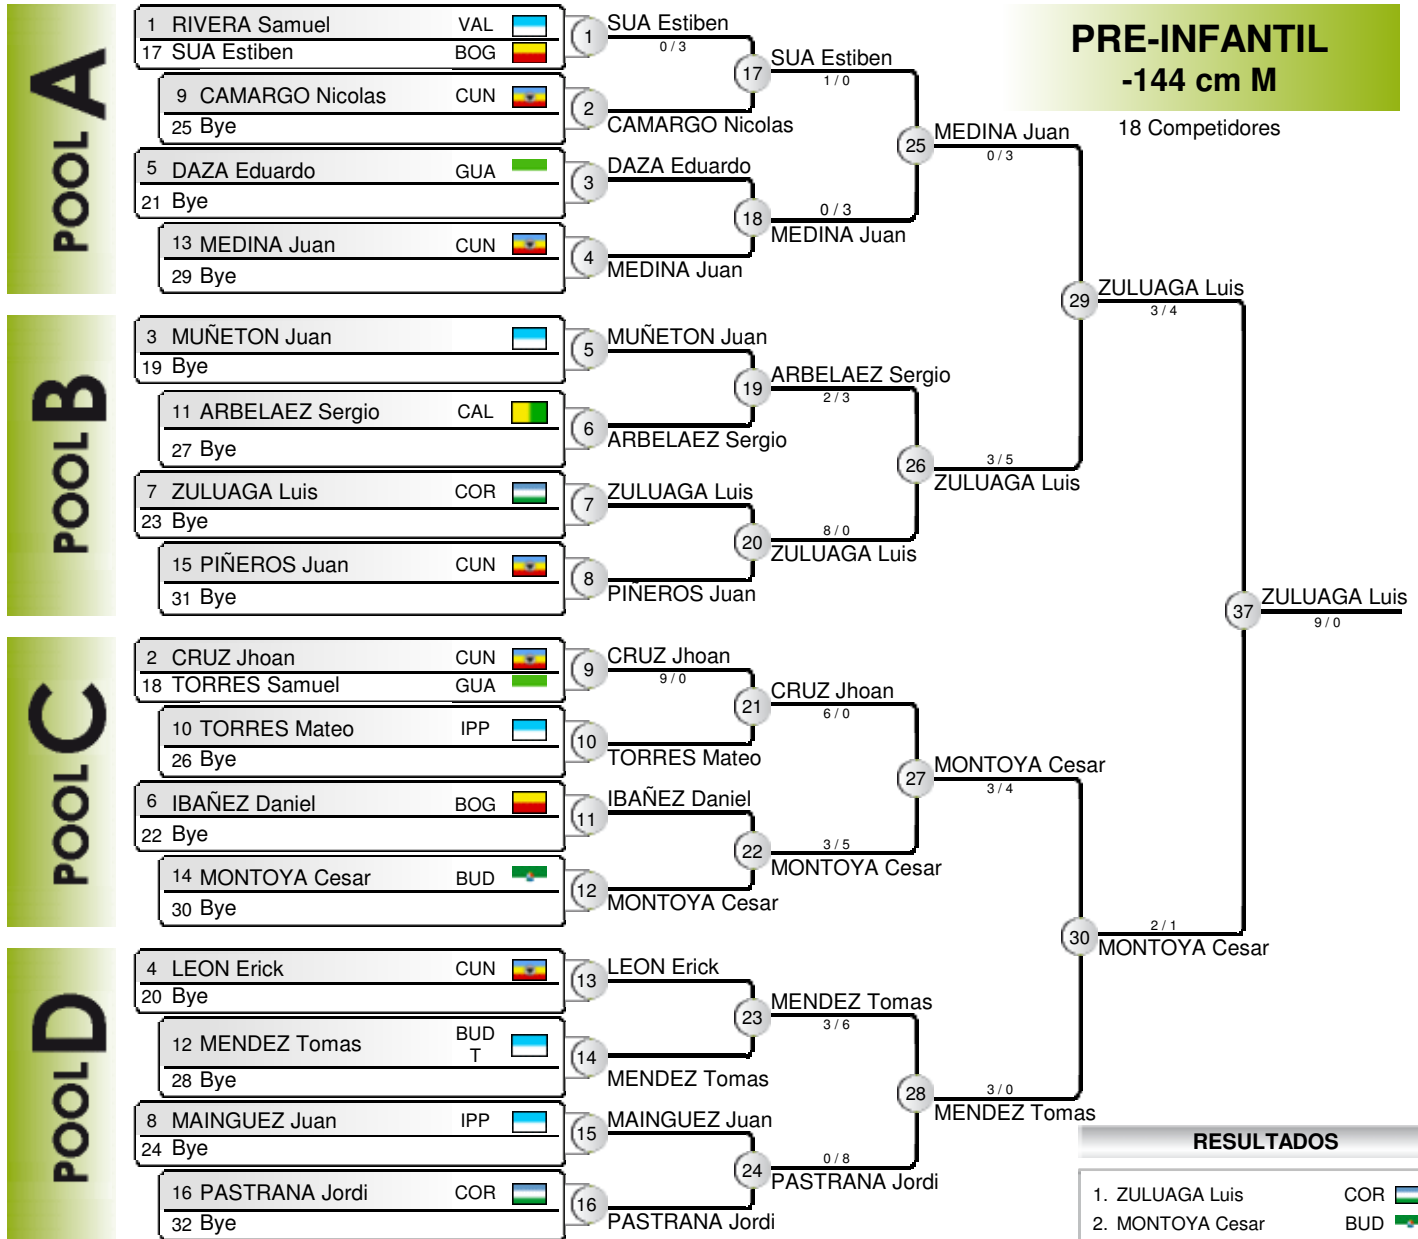 PRE-INFANTIL
-144 cm M
18 Competidores
POOL A
1 RIVERA Samuel VAL
17 SUA Estiben BOG
9 CAMARGO Nicolas CUN
25 Bye
5 DAZA Eduardo GUA
21 Bye
13 MEDINA Juan CUN
29 Bye
POOL B
3 MUÑETON Juan
19 Bye
11 ARBELAEZ Sergio CAL
27 Bye
7 ZULUAGA Luis COR
23 Bye
15 PIÑEROS Juan CUN
31 Bye
POOL C
2 CRUZ Jhoan CUN
18 TORRES Samuel GUA
10 TORRES Mateo IPP
26 Bye
6 IBAÑEZ Daniel BOG
22 Bye
14 MONTOYA Cesar BUD
30 Bye
POOL D
4 LEON Erick CUN
20 Bye
12 MENDEZ Tomas BUD
T
28 Bye
8 MAINGUEZ Juan IPP
24 Bye
16 PASTRANA Jordi COR
32 Bye
1 SUA Estiben
0 / 3
2 CAMARGO Nicolas
3 DAZA Eduardo
4 MEDINA Juan
5 MUÑETON Juan
6 ARBELAEZ Sergio
7 ZULUAGA Luis
8 PIÑEROS Juan
9 CRUZ Jhoan
9 / 0
10 TORRES Mateo
11 IBAÑEZ Daniel
12 MONTOYA Cesar
13 LEON Erick
14 MENDEZ Tomas
15 MAINGUEZ Juan
16 PASTRANA Jordi
17 SUA Estiben
1 / 0
18 0 / 3
MEDINA Juan
19 ARBELAEZ Sergio
2 / 3
20 8 / 0
ZULUAGA Luis
21 CRUZ Jhoan
6 / 0
22 3 / 5
MONTOYA Cesar
23 MENDEZ Tomas
3 / 6
24 0 / 8
PASTRANA Jordi
25 MEDINA Juan
0 / 3
26 3 / 5
ZULUAGA Luis
27 MONTOYA Cesar
3 / 4
28 3 / 0
MENDEZ Tomas
29 ZULUAGA Luis
3 / 4
30 2 / 1
MONTOYA Cesar
37 ZULUAGA Luis
9 / 0
RESULTADOS
1. ZULUAGA Luis COR
2. MONTOYA Cesar BUD